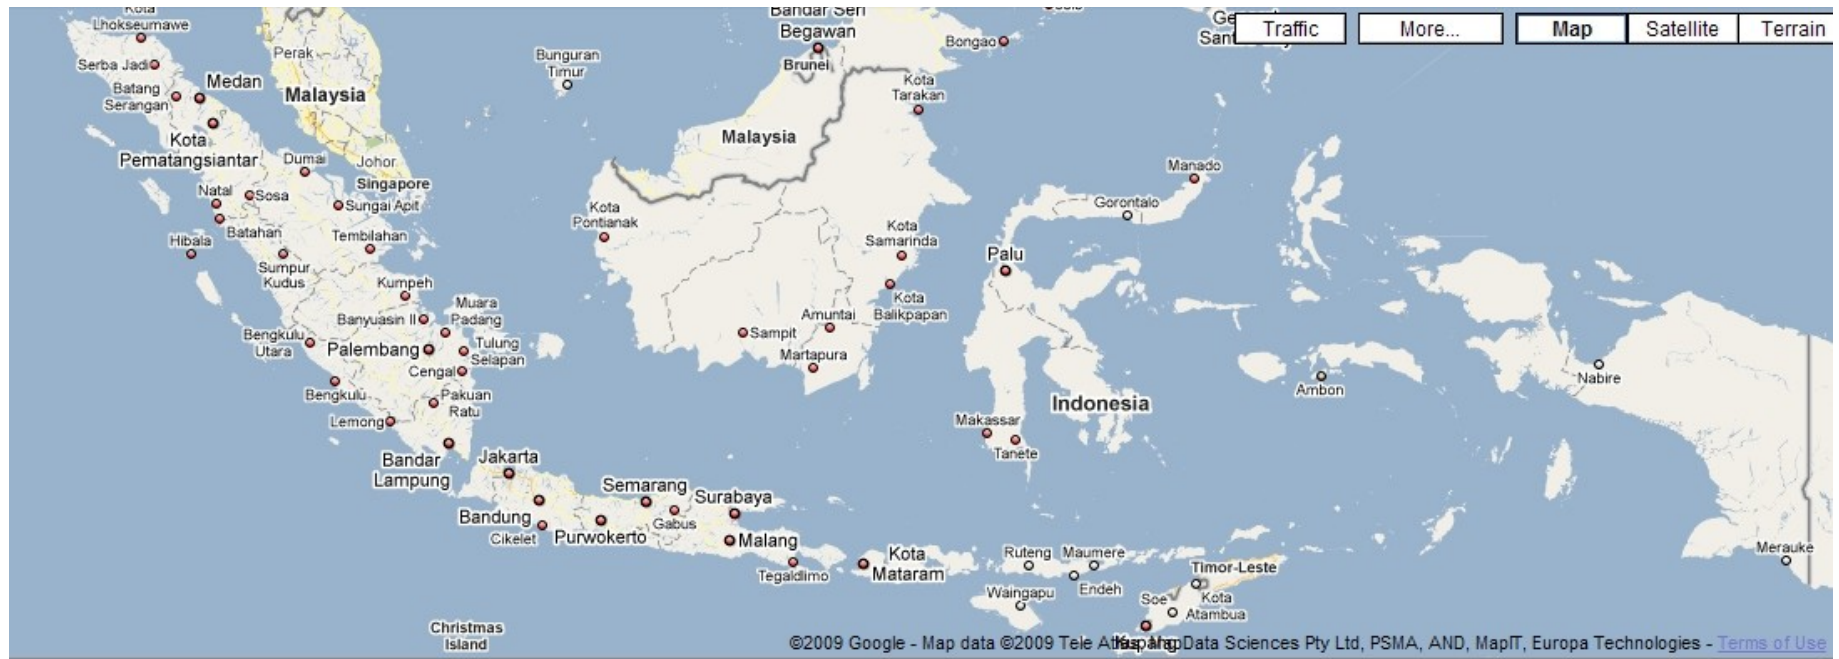 Kota
Lhokseumawe
Bandar Seri
Begawan
Traffic
More...
Map
Satellite
Terrain
Perak
Bunguran
Timur
Bongao
Serba Jadi
Brunei
Medan
Batang
Serangan
Malaysia
Kota
Tarakan
Kota
Pematangsiantar
Malaysia
Dumai
Johor
Manado
Singapore
Natal
Sosa
Sungai Apit
Gorontalo
Kota
Pontianak
Batahan
Tembilahan
Hibala
Kota
Samarinda
Palu
Sumpur
Kudus
Kumpeh
Kota
Balikpapan
Muara
Padang
Banyuasin II
Amuntai
Sampit
Bengkulu
Utara
Palembang
Tulung
Selapan
Martapura
Cengal
Nabire
Ambon
Bengkulu
Pakuan
Ratu
Indonesia
Lemong
Makassar
Tanete
Bandar
Lampung
Jakarta
Semarang
Surabaya
Bandung
Gabus
Cikelet
Purwokerto
Malang
Kota
Mataram
Ruteng
Maumere
Merauke
Tegaldlimo
Timor-Leste
Endeh
Waingapu
Soe
Kota
Atambua
Christmas
Island
Kupang
©2009 Google - Map data ©2009 Tele Atlas, MapData Sciences Pty Ltd, PSMA, AND, MapIT, Europa Technologies - Terms of Use